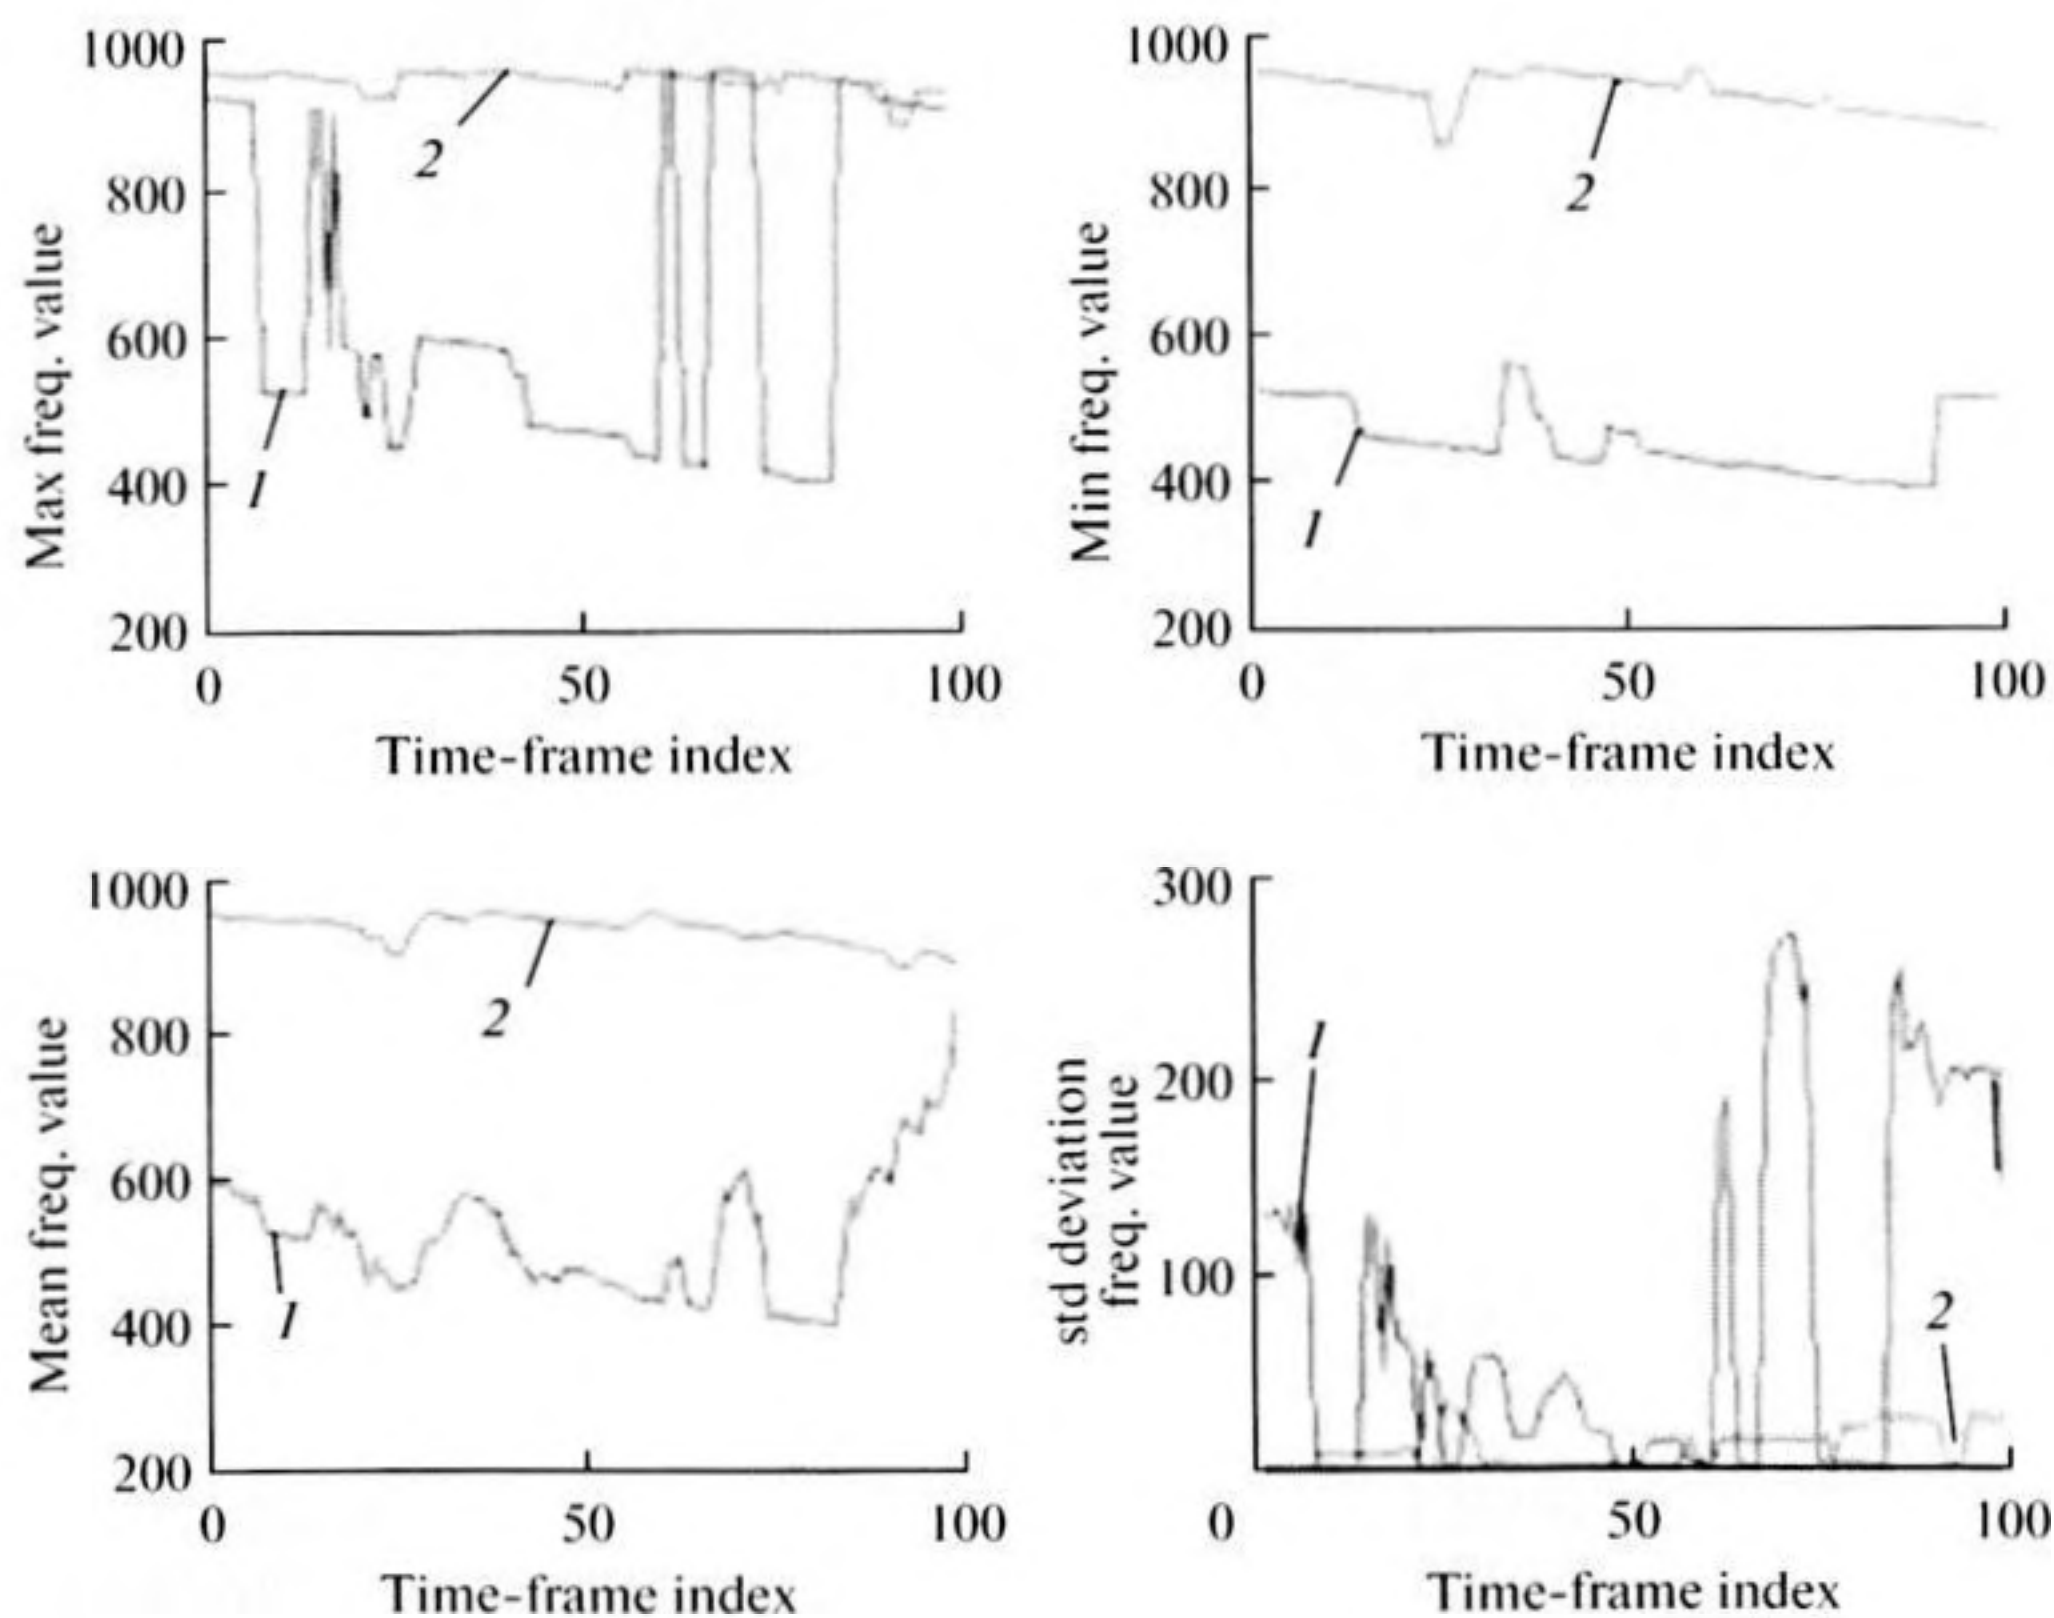 1000
800
600
400
200
Max freq. value
2
1
0 50 100
Time-frame index
1000
800
600
400
200
Min freq. value
2
1
0 50 100
Time-frame index
1000
800
600
400
200
Mean freq. value
2
1
0 50 100
Time-frame index
300
200
100
0
std deviation
freq. value
1
2
50 100
Time-frame index